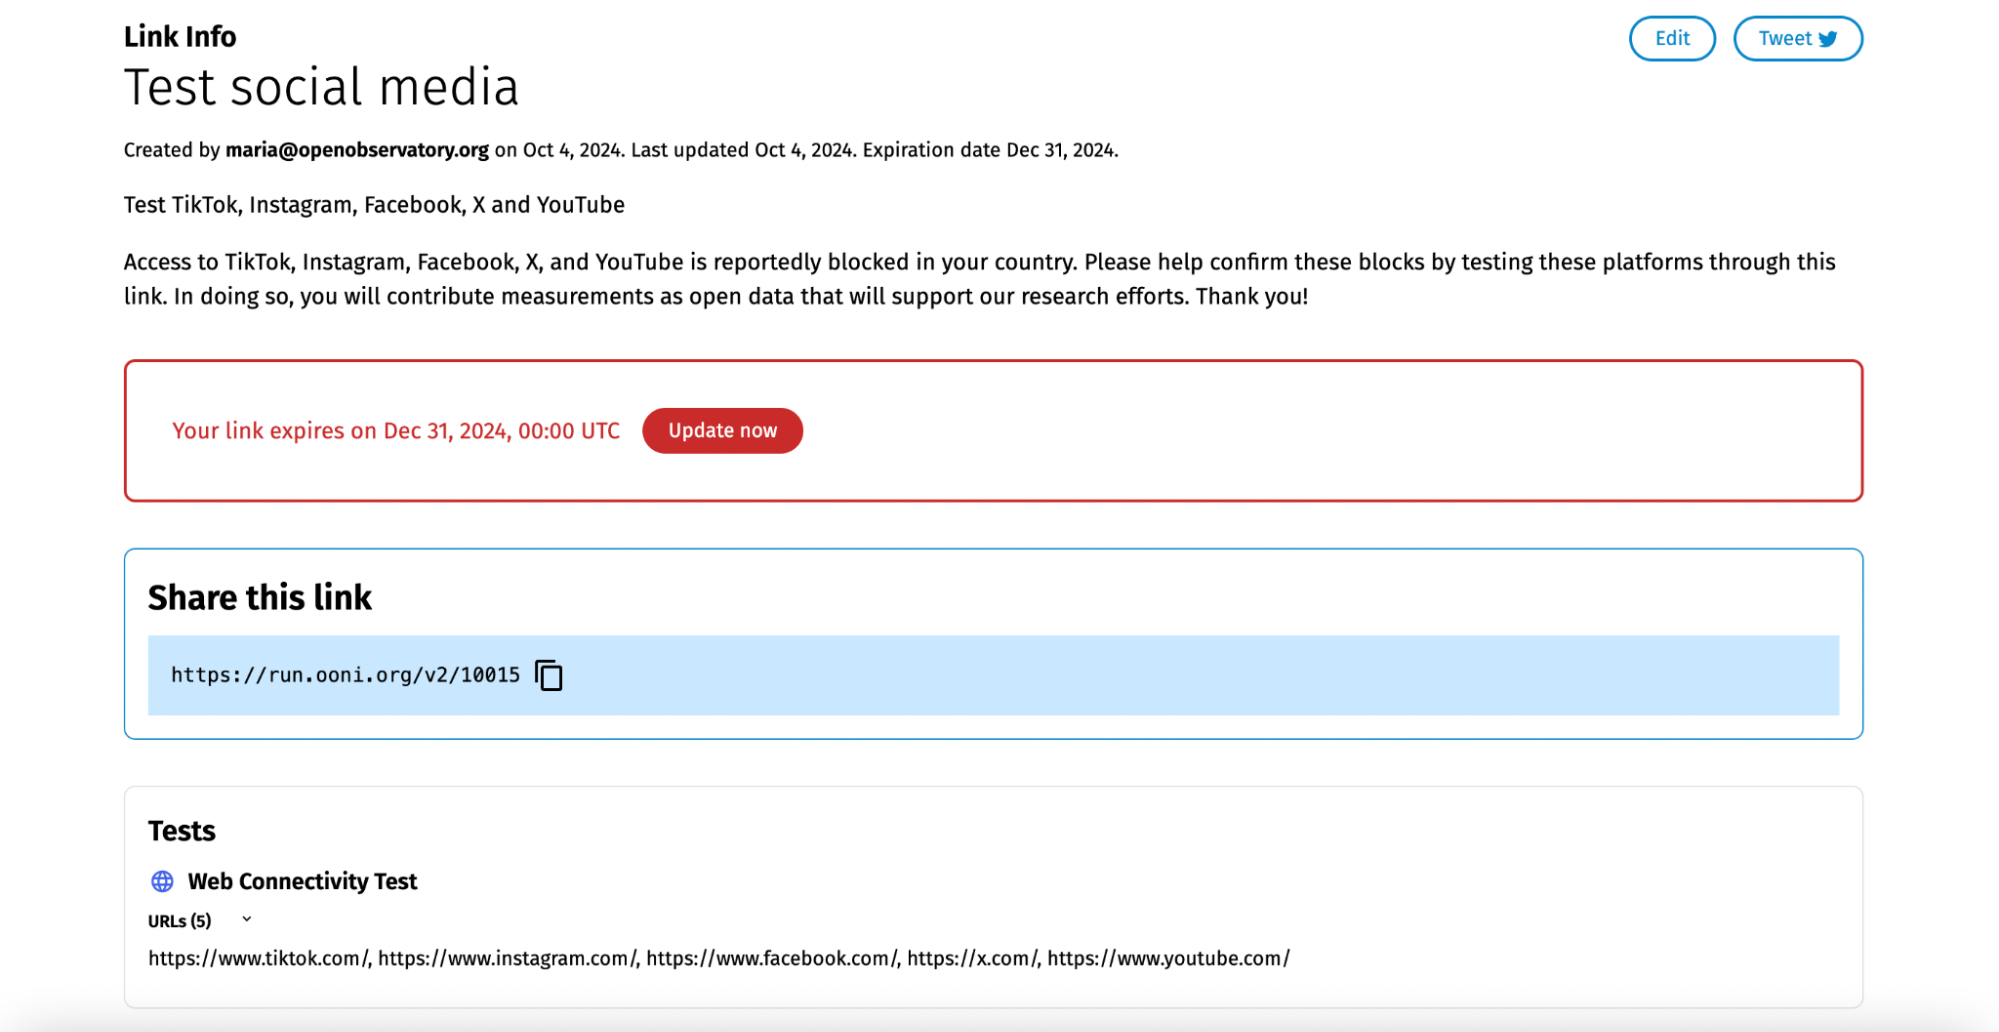 Link Info
Edit
Tweet
Test social media
Created by maria@openobservatory.org on Oct 4, 2024. Last updated Oct 4, 2024. Expiration date Dec 31, 2024.
Test TikTok, Instagram, Facebook, X and YouTube
Access to TikTok, Instagram, Facebook, X, and YouTube is reportedly blocked in your country. Please help confirm these blocks by testing these platforms through this
link. In doing so, you will contribute measurements as open data that will support our research efforts. Thank you!
Your link expires on Dec 31, 2024, 00:00 UTC
Update now
Share this link
https://run.ooni.org/v2/10015
Tests
Web Connectivity Test
URLs (5)
https://www.tiktok.com/, https://www.instagram.com/, https://www.facebook.com/, https://x.com/, https://www.youtube.com/